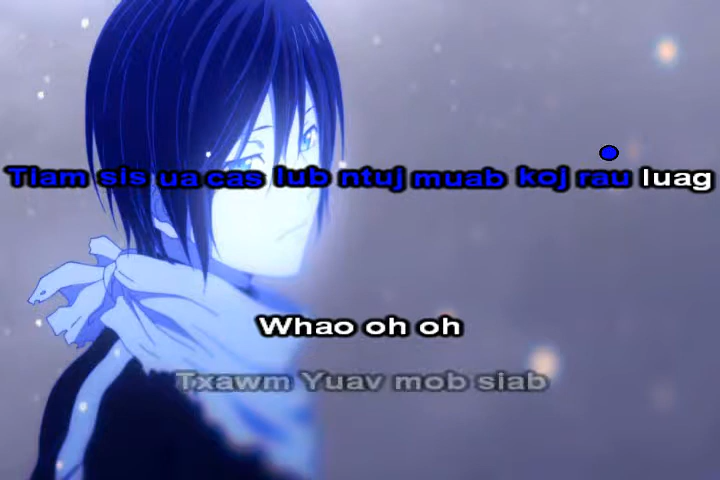 Tiam sis ua cas lub ntuj muab koj rau luag
Whao oh oh
Txawm Yuav mob siab